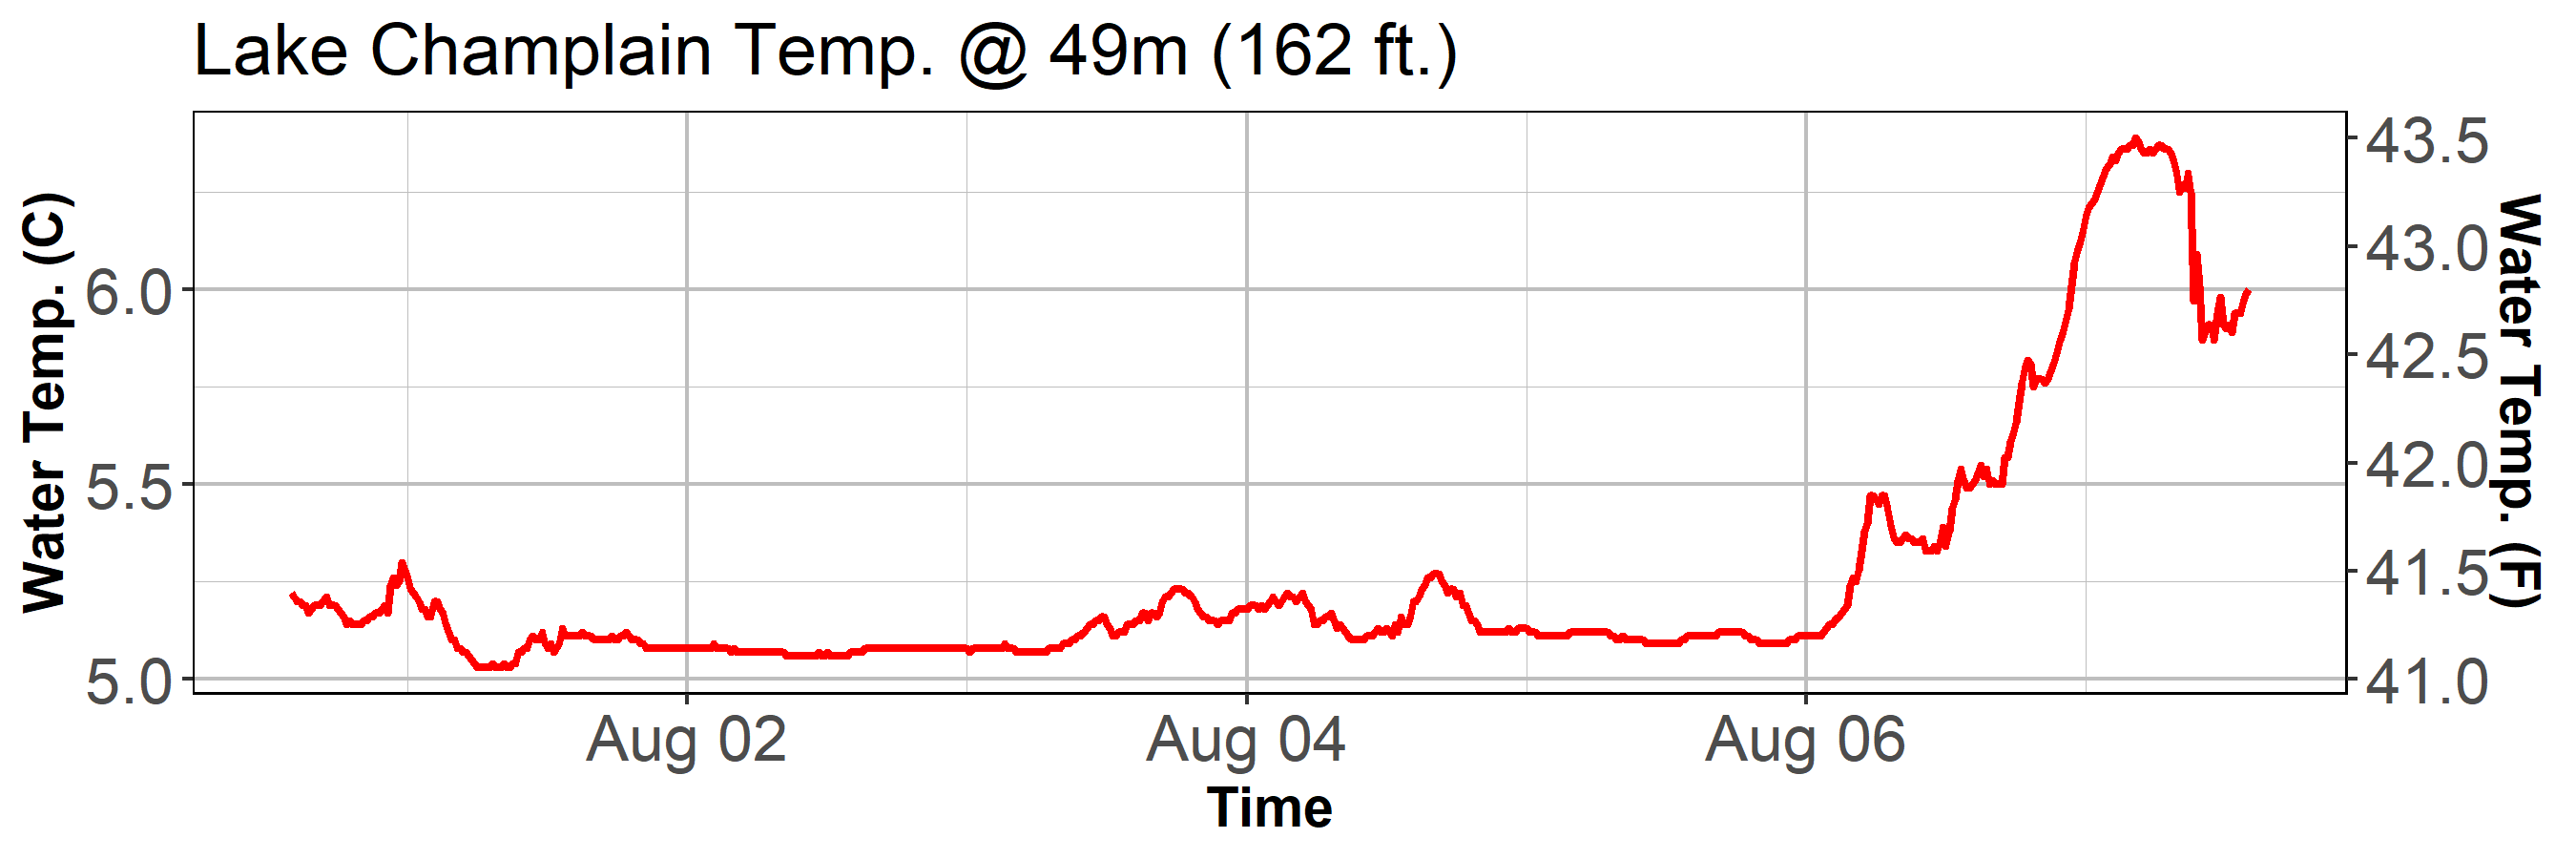 Lake Champlain Temp. @ 49m (162 ft.)
Water Temp. (C)
6.0
5.5
5.0
43.5
43.0
42.5
42.0
41.5
41.0
Water Temp. (F)
Aug 02
Aug 04
Aug 06
Time